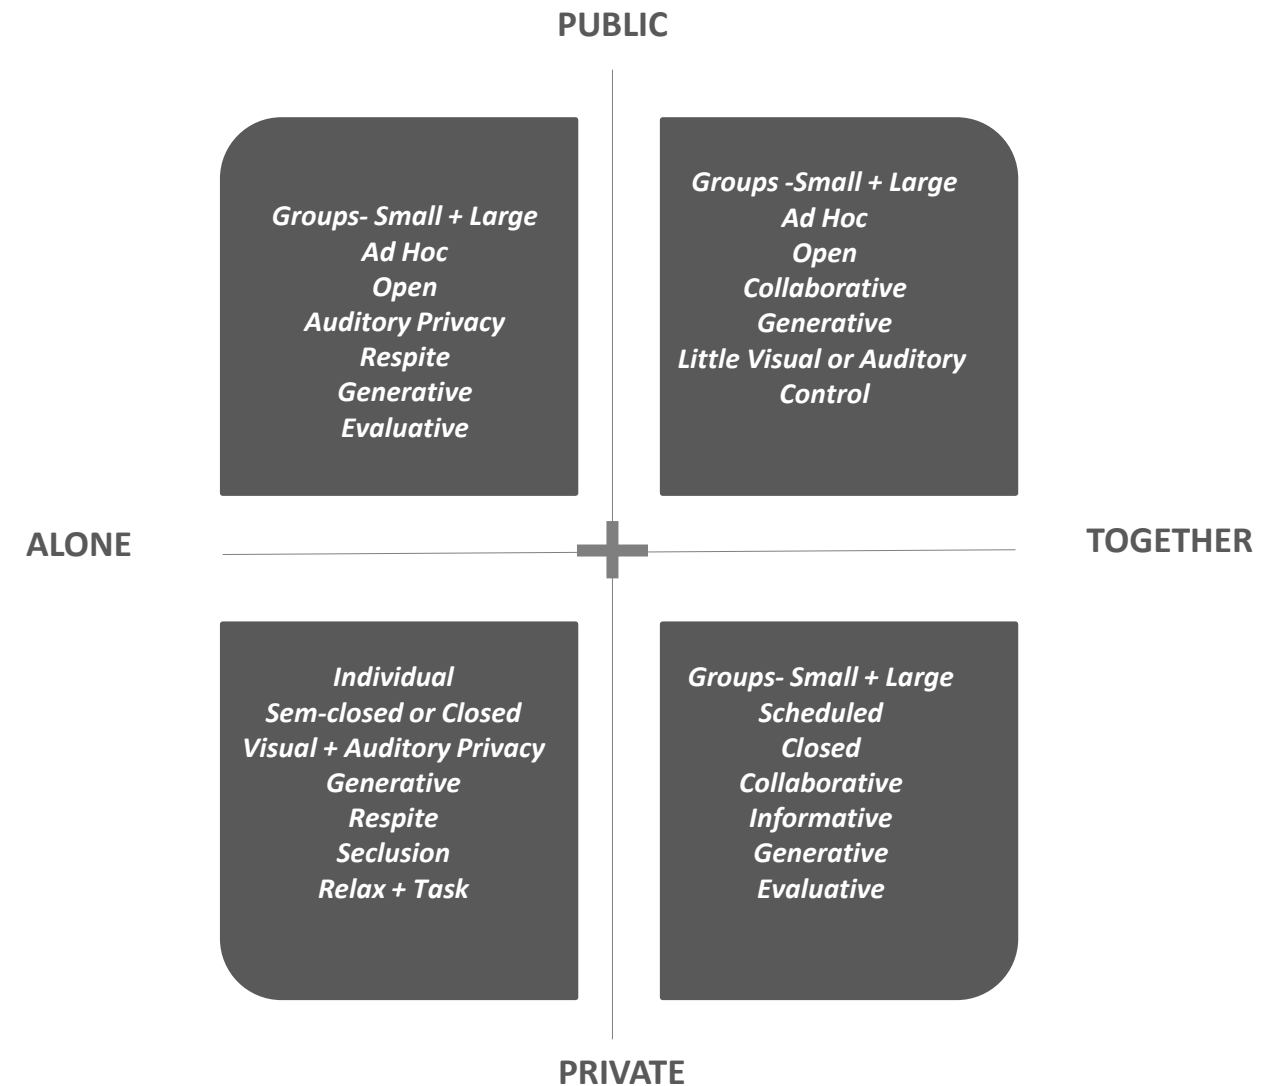 PUBLIC
Groups- Small + Large
Ad Hoc
Open
Auditory Privacy
Respite
Generative
Evaluative
Groups -Small + Large
Ad Hoc
Open
Collaborative
Generative
Little Visual or Auditory
Control
ALONE
TOGETHER
Individual
Sem-closed or Closed
Visual + Auditory Privacy
Generative
Respite
Seclusion
Relax + Task
Groups- Small + Large
Scheduled
Closed
Collaborative
Informative
Generative
Evaluative
PRIVATE